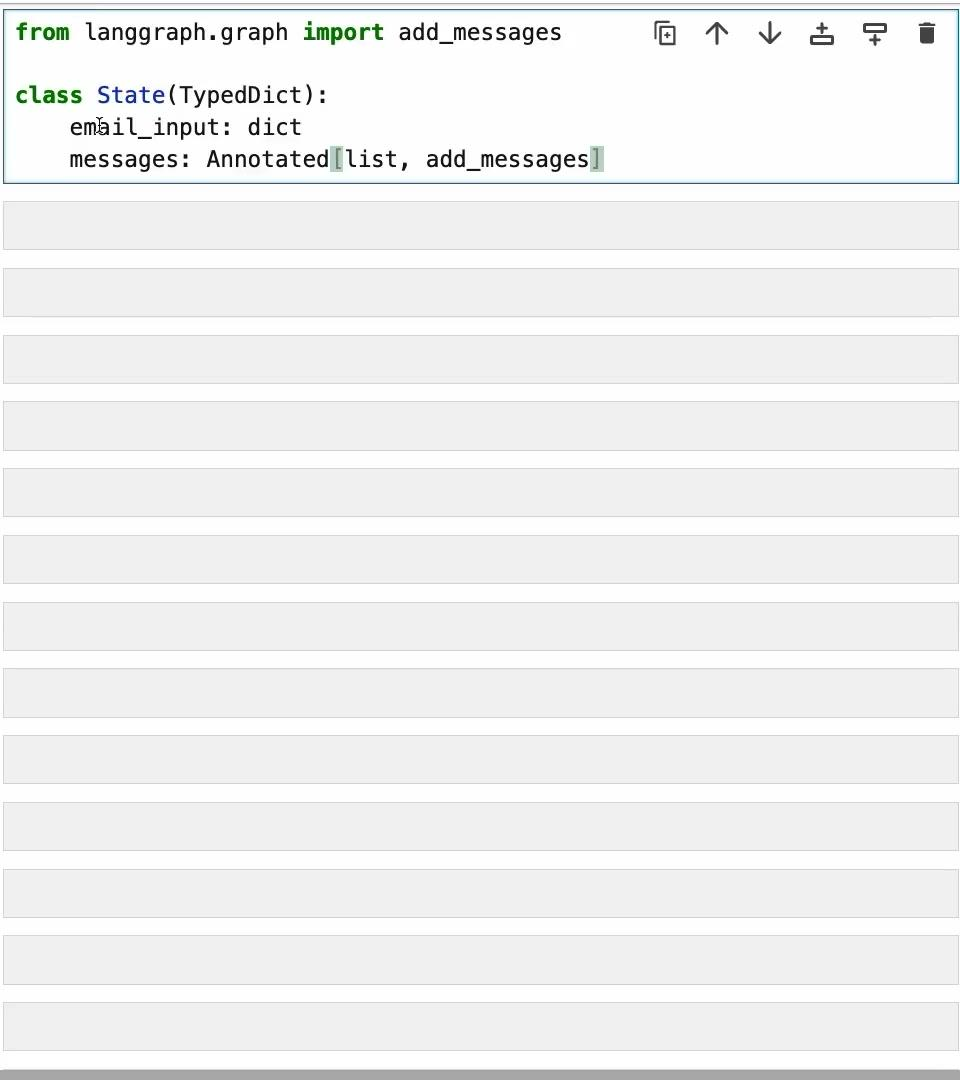 from langgraph.graph import add_messages
class State(TypedDict):
    email_input: dict
    messages: Annotated[list, add_messages]